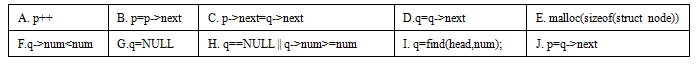 A. p++ B. p=p->next C. p->next=q->next D.q=q->next E. malloc(sizeof(struct node))
F.q->num<num G.q=NULL H. q==NULL || q->num>=num I. q=find(head,num); J. p=q->next